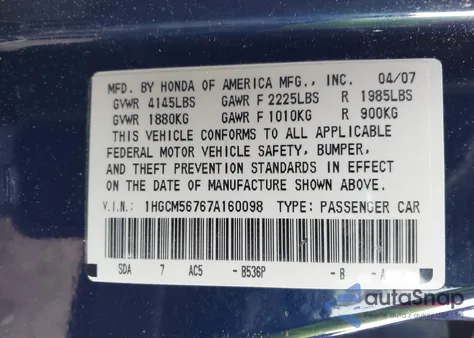 MFD. BY HONDA OF AMERICA MFG., INC. 04/07
GVWR 4145LBS GAWR F 2225LBS R 1985LBS
GVWR 1880KG GAWR F 1010KG R 900KG
THIS VEHICLE CONFORMS TO ALL APPLICABLE
FEDERAL MOTOR VEHICLE SAFETY, BUMPER,
AND THEFT PREVENTION STANDARDS IN EFFECT
ON THE DATE OF MANUFACTURE SHOWN ABOVE.
V.I.N.: 1HGCM56767A160098 TYPE: PASSENGER CAR
SDA 7 AC5 - B536P - B - A
autaSnap